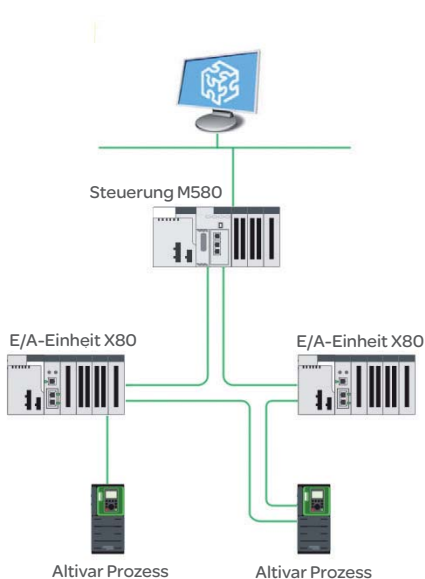 Steuerung M580
E/A-Einheit X80
E/A-Einheit X80
Altivar Prozess
Altivar Prozess